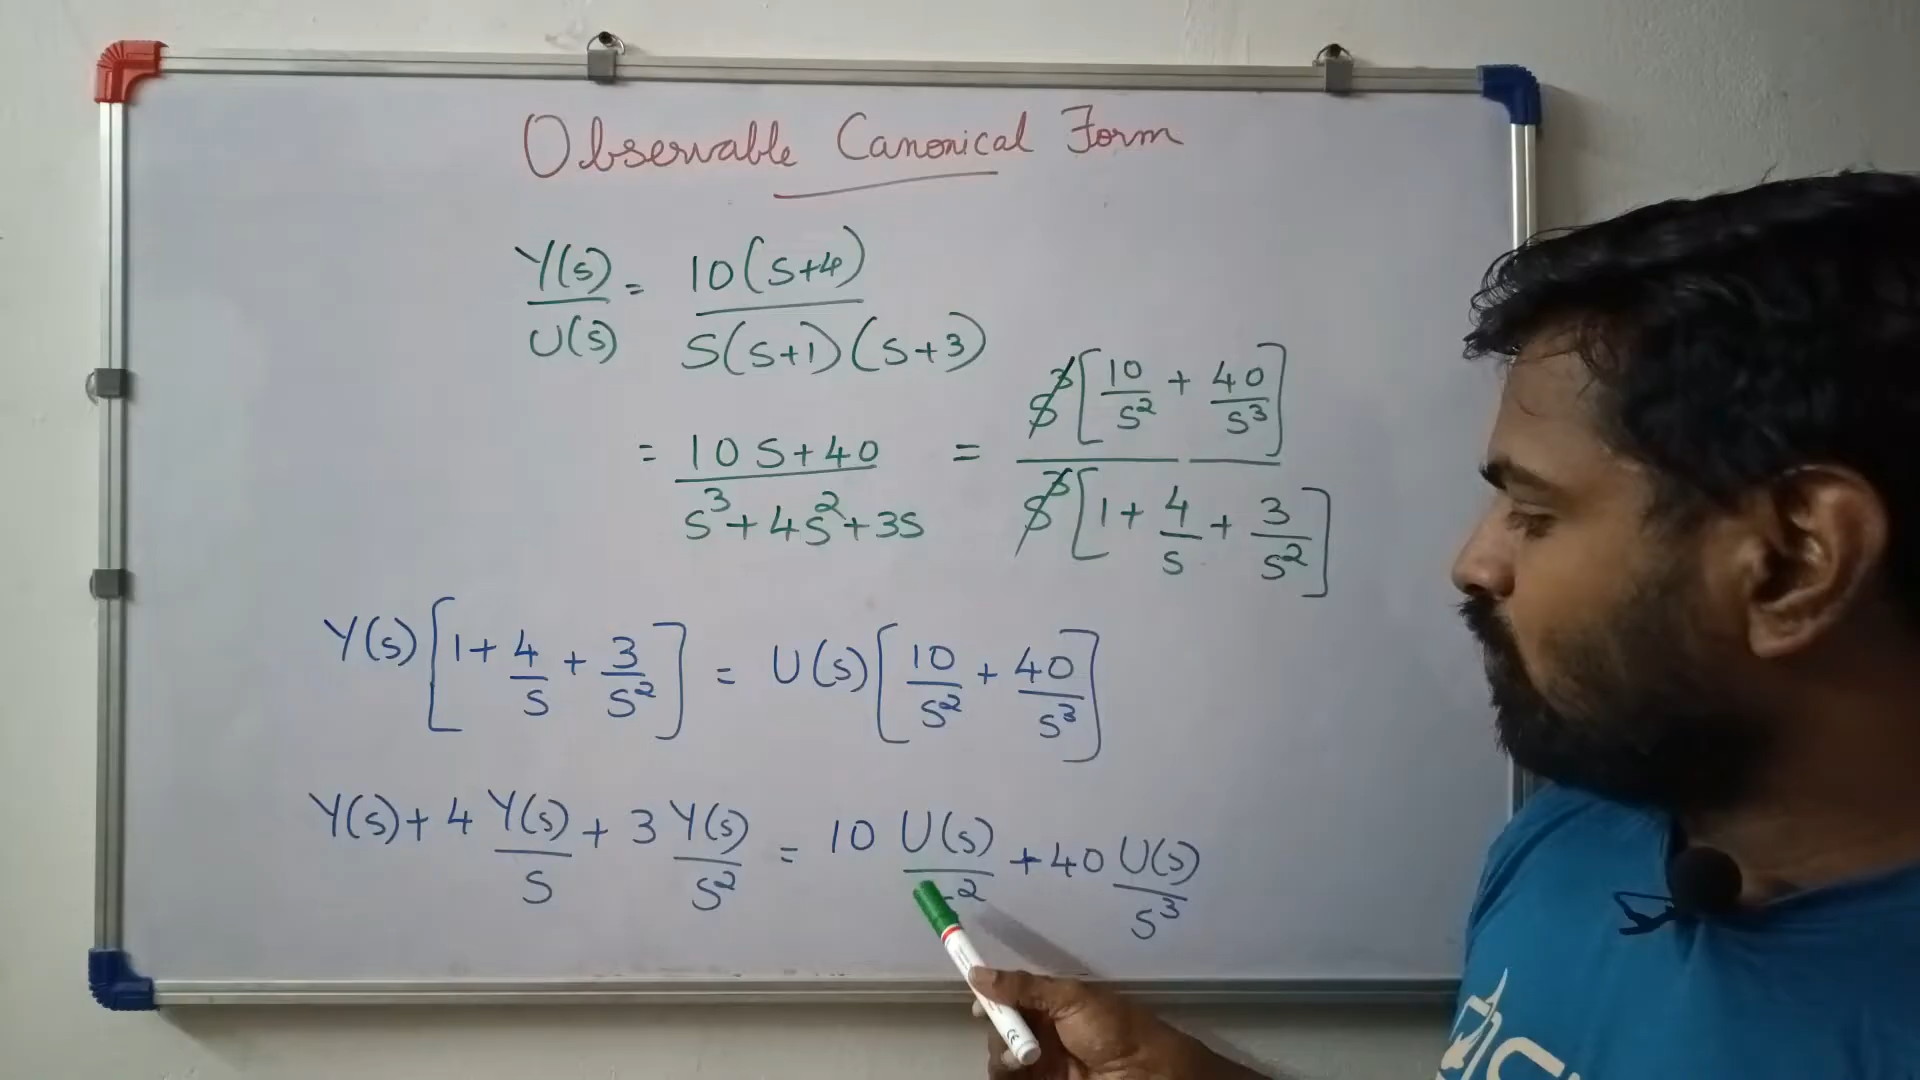 Observable Canonical Form
Y(s)/U(s) = 10(s+4)/s(s+1)(s+3)
= 10s+40/s³+4s²+3s = s³[10/s² + 40/s³]/s³[1+4/s+3/s²]
Y(s)[1+4/s+3/s²] = U(s)[10/s²+40/s³]
Y(s)+4 Y(s)/s+3 Y(s)/s² = 10 U(s)/s²+40 U(s)/s³